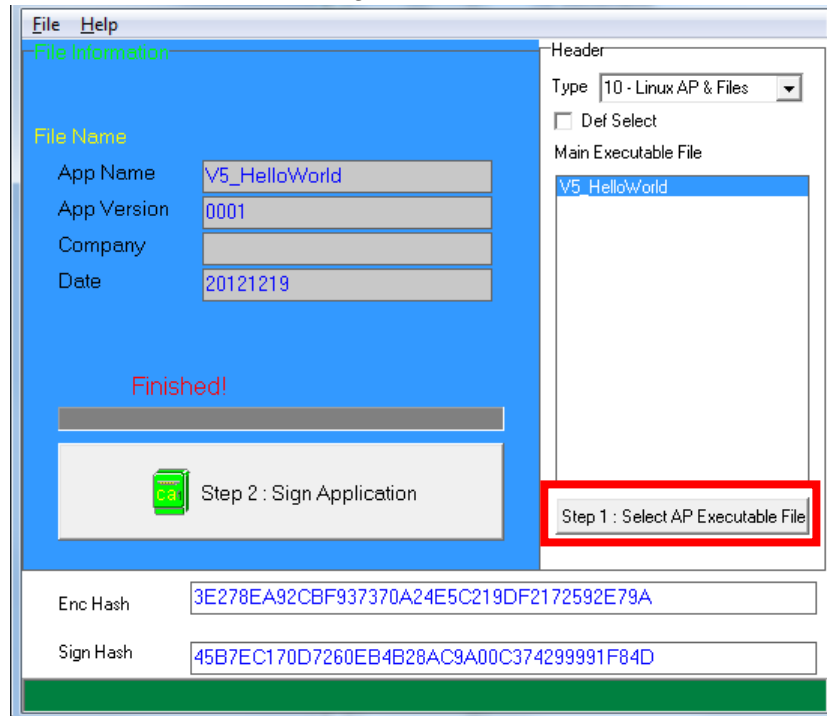 File Help
File Information
File Name
App Name V5_HelloWorld
App Version 0001
Company
Date 20121219
Finished!
ca1
Step 2 : Sign Application
Header
Type 10 - Linux AP & Files
Def Select
Main Executable File
V5_HelloWorld
Step 1 : Select AP Executable File
Enc Hash 3E278EA92CBF937370A24E5C219DF2172592E79A
Sign Hash 45B7EC170D7260EB4B28AC9A00C374299991F84D